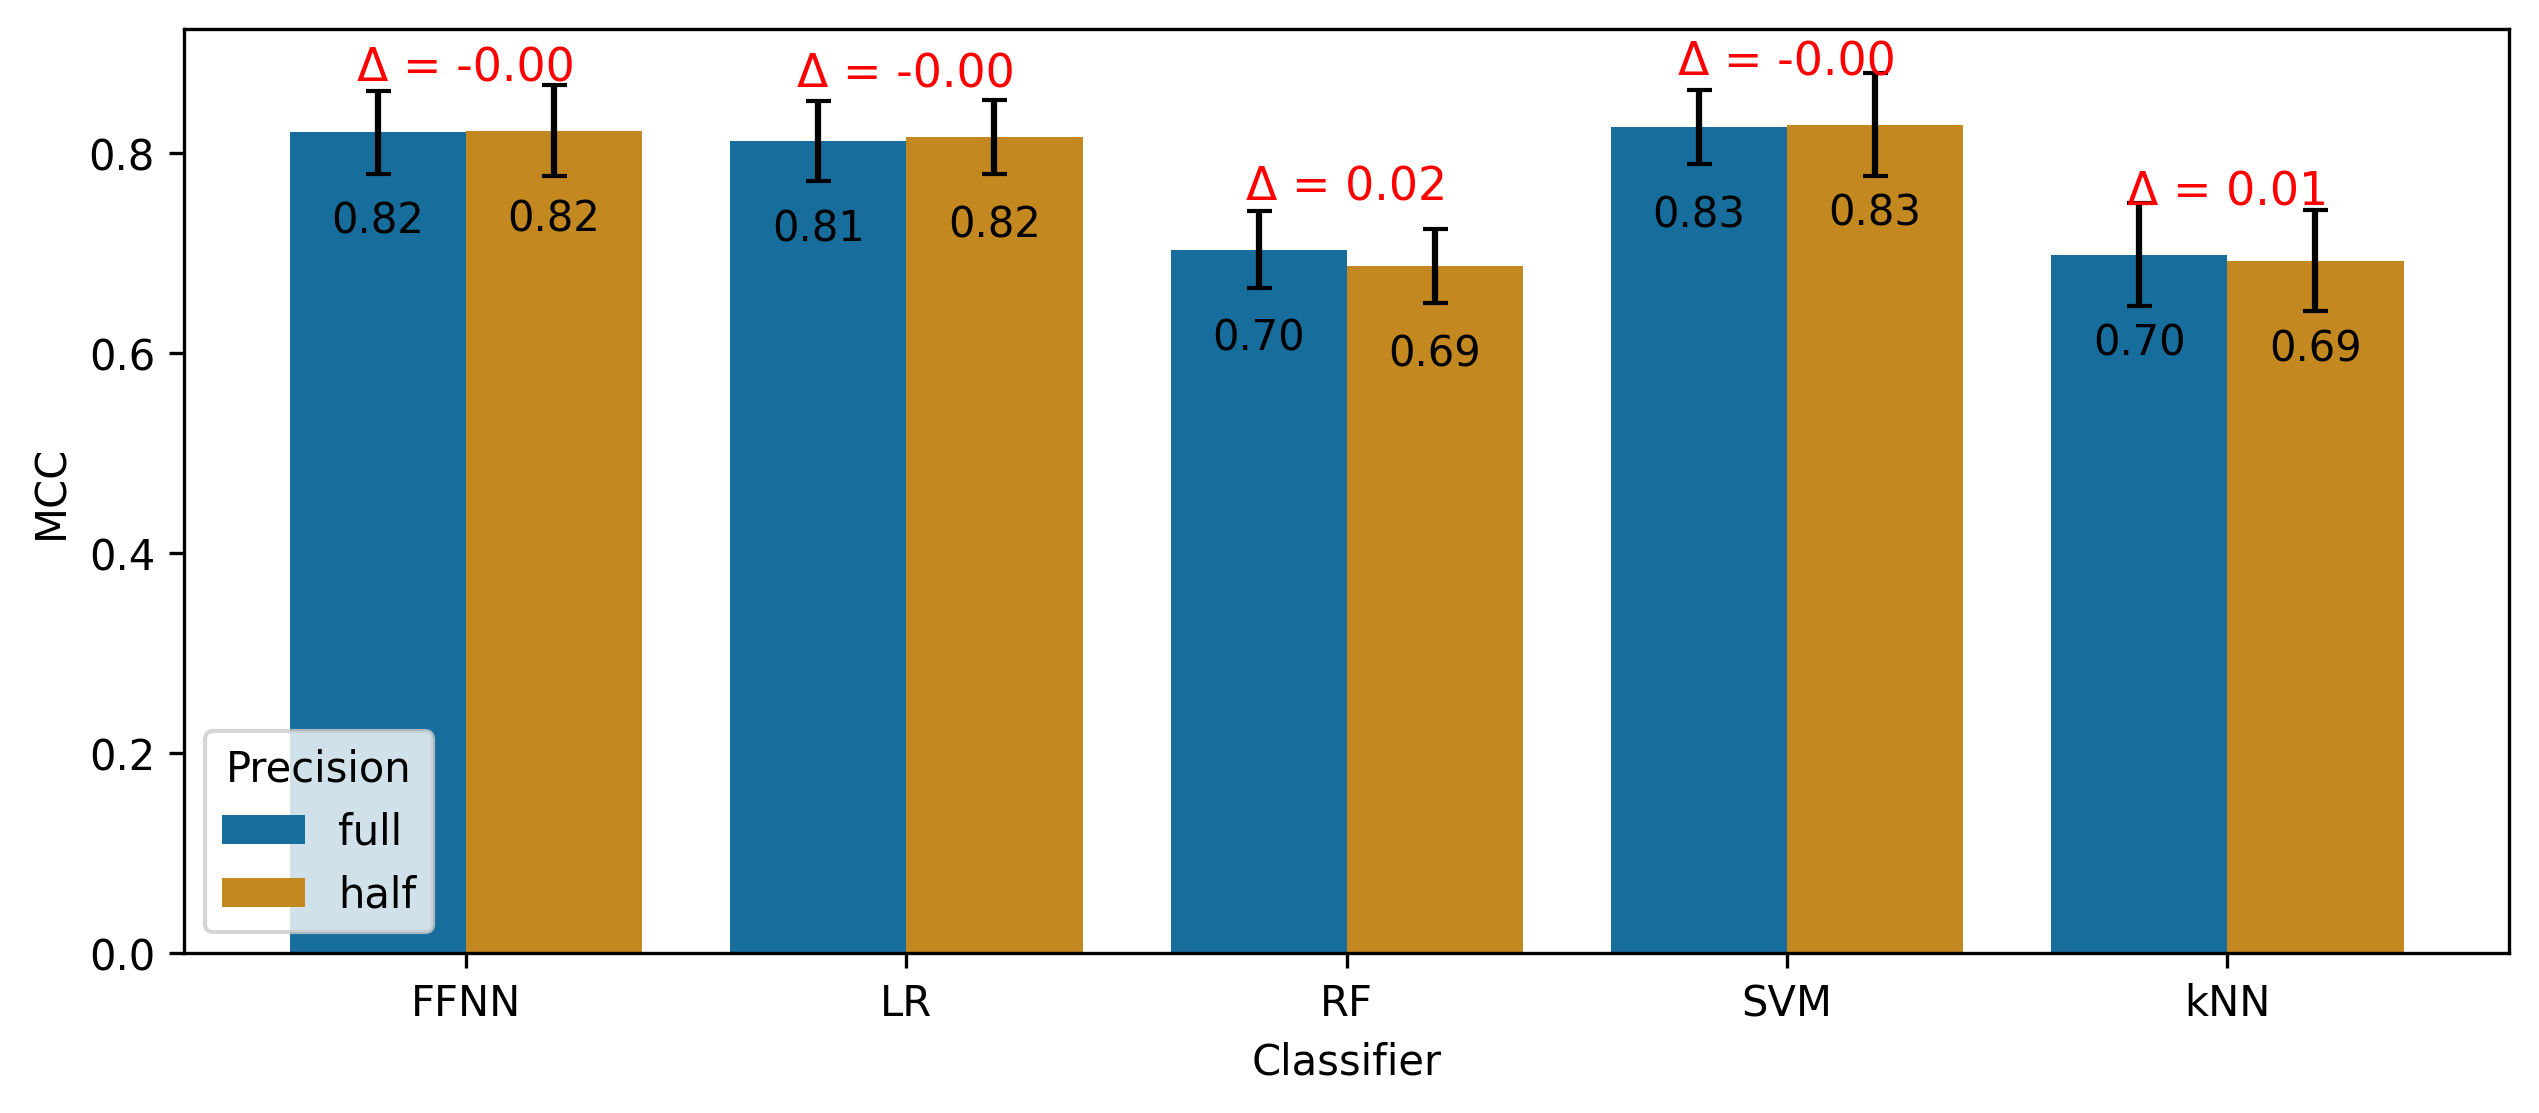 Δ = -0.00
Δ = -0.00
Δ = 0.02
Δ = -0.00
Δ = 0.01
0.82
0.82
0.81
0.82
0.70
0.69
0.83
0.83
0.70
0.69
MCC
0.8
0.6
0.4
0.2
0.0
Precision
full
half
FFNN
LR
RF
SVM
kNN
Classifier